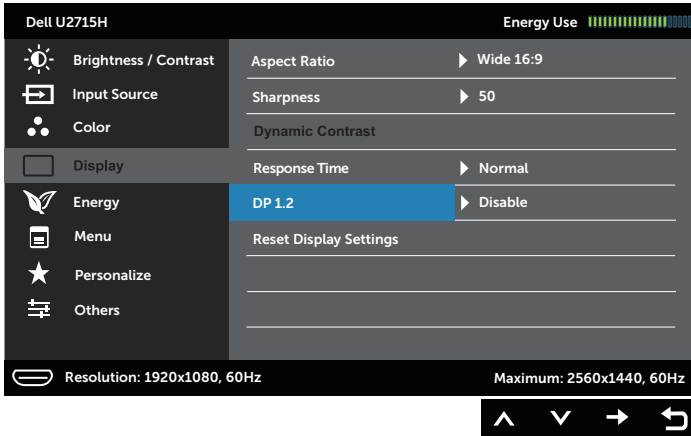 Dell U2715H
Energy Use
Brightness / Contrast
Input Source
Color
Display
Energy
Menu
Personalize
Others
Aspect Ratio Wide 16:9
Sharpness 50
Dynamic Contrast
Response Time Normal
DP 1.2 Disable
Reset Display Settings
Resolution: 1920x1080, 60Hz
Maximum: 2560x1440, 60Hz